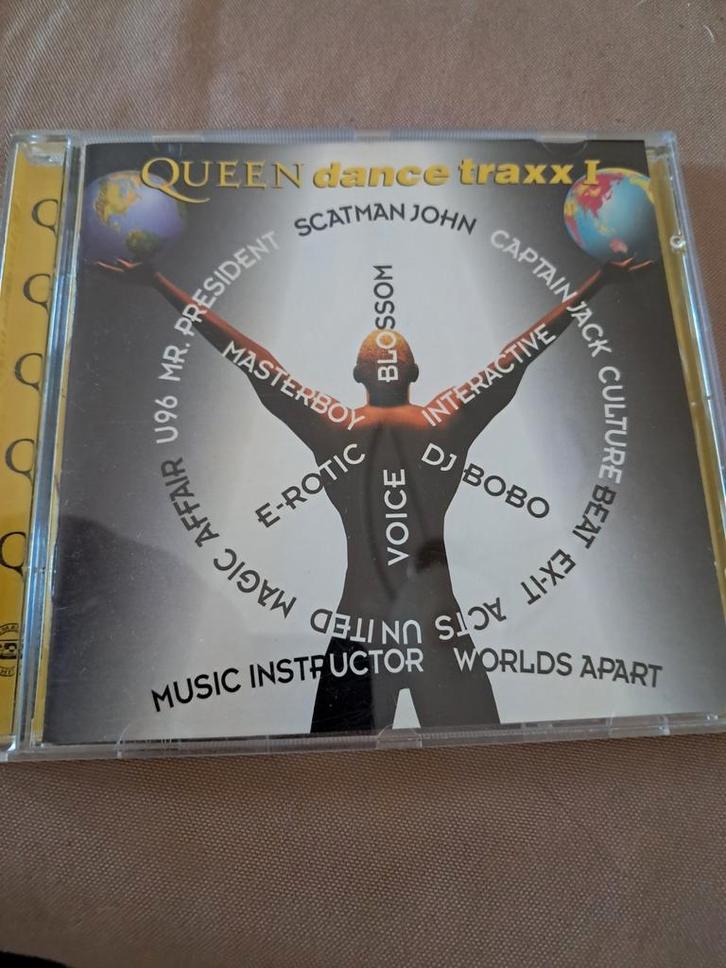 QUEEN dance traxx I
SCATMAN JOHN
MR. PRESIDENT
CAPTAIN JACK
BLOSSOM
MASTERBOY
INTERACTIVE
U96
CULTURE BEAT
E-ROTIC
VOICE
DJ BOBO
MAGIC AFFAIR
EX-IT
UNITED
ACTS
MUSIC INSTRUCTOR
WORLDS APART
Q
Q
Q
Q
Q